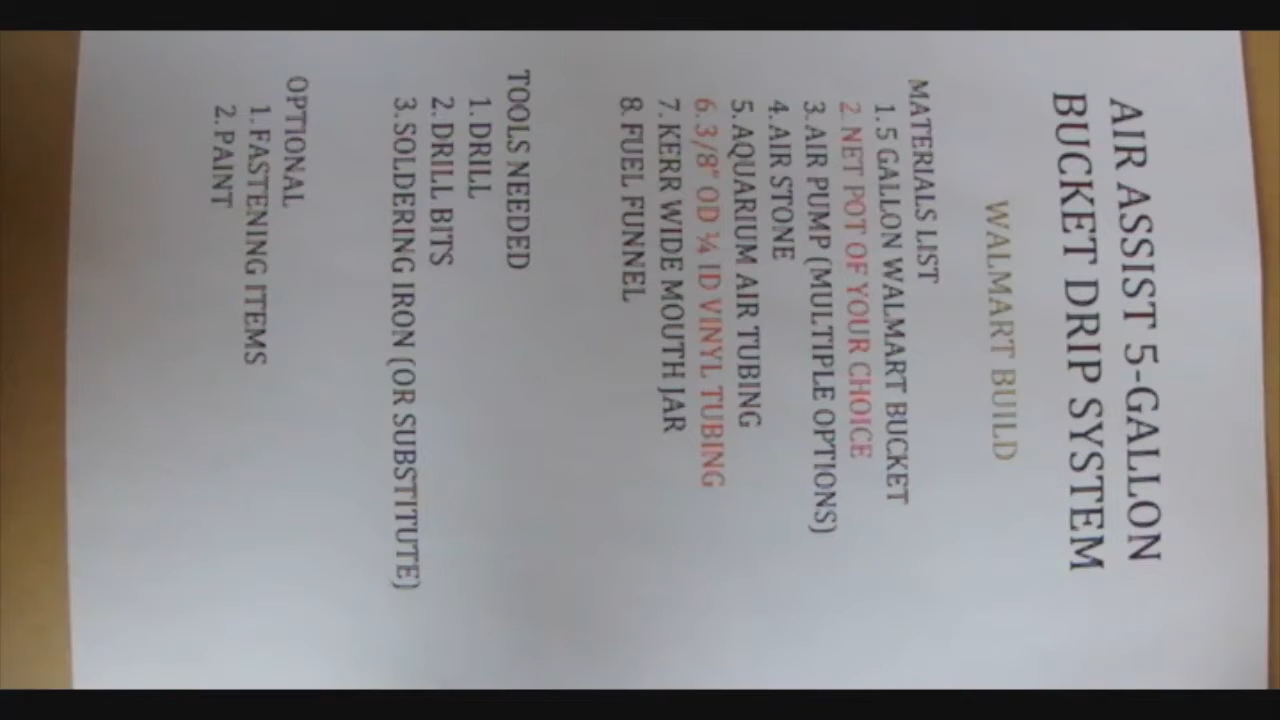 AIR ASSIST 5-GALLON
BUCKET DRIP SYSTEM
WALMART BUILD
MATERIALS LIST
1. 5 GALLON WALMART BUCKET
2. NET POT OF YOUR CHOICE
3. AIR PUMP (MULTIPLE OPTIONS)
4. AIR STONE
5. AQUARIUM AIR TUBING
6. 3/8" OD ¼ ID VINYL TUBING
7. KERR WIDE MOUTH JAR
8. FUEL FUNNEL
TOOLS NEEDED
1. DRILL
2. DRILL BITS
3. SOLDERING IRON (OR SUBSTITUTE)
OPTIONAL
1. FASTENING ITEMS
2. PAINT